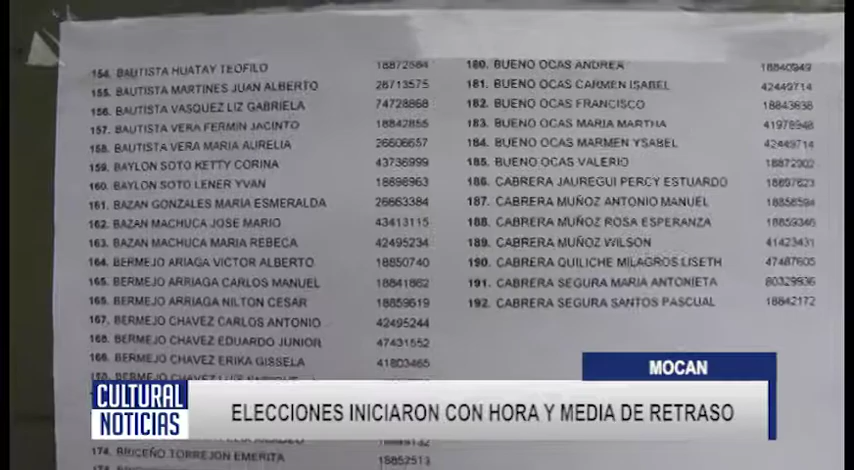 154. BAUTISTA HUATAY TEOFILO 18872584
155. BAUTISTA MARTINES JUAN ALBERTO 26713575
156. BAUTISTA VASQUEZ LIZ GABRIELA 74728868
157. BAUTISTA VERA FERMIN JACINTO 18842855
158. BAUTISTA VERA MARIA AURELIA 26606657
159. BAYLON SOTO KETTY CORINA 43736999
160. BAYLON SOTO LENER YVAN 18698963
161. BAZAN GONZALES MARIA ESMERALDA 26663384
162. BAZAN MACHUCA JOSE MARIO 43413115
163. BAZAN MACHUCA MARIA REBECA 42495234
164. BERMEJO ARIAGA VICTOR ALBERTO 18850740
165. BERMEJO ARRIAGA CARLOS MANUEL 18841862
166. BERMEJO ARRIAGA NILTON CESAR 18859619
167. BERMEJO CHAVEZ CARLOS ANTONIO 42495244
168. BERMEJO CHAVEZ EDUARDO JUNIOR 47431552
169. BERMEJO CHAVEZ ERIKA GISSELA 41803465
BERMEJO CHAVEZ
174. BRICEÑO TORREJON EMERITA 18852513
180. BUENO OCAS ANDREA 18840949
181. BUENO OCAS CARMEN ISABEL 42449714
182. BUENO OCAS FRANCISCO 18843638
183. BUENO OCAS MARIA MARTHA 41978948
184. BUENO OCAS MARMEN YSABEL 42449714
185. BUENO OCAS VALERIO 18872902
186. CABRERA JAUREGUI PERCY ESTUARDO 18897623
187. CABRERA MUÑOZ ANTONIO MANUEL 18858594
188. CABRERA MUÑOZ ROSA ESPERANZA 18859346
189. CABRERA MUÑOZ WILSON 41423431
190. CABRERA QUILICHE MILAGROS LISETH 47487605
191. CABRERA SEGURA MARIA ANTONIETA 80329936
192. CABRERA SEGURA SANTOS PASCUAL 18842172
MOCAN
CULTURAL
NOTICIAS
ELECCIONES INICIARON CON HORA Y MEDIA DE RETRASO